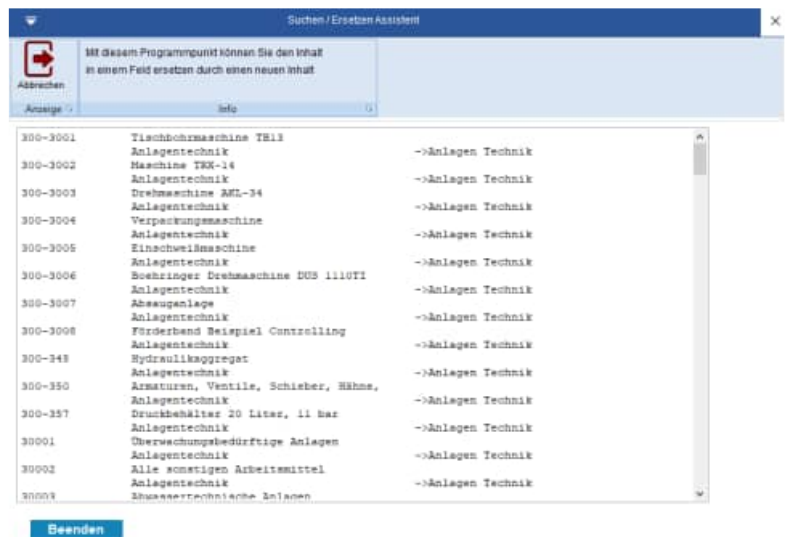 Suchen / Ersetzen Assistent
Mit diesem Programmpunkt können Sie den Inhalt
in einem Feld ersetzen durch einen neuen Inhalt
Abbrechen
Anzeige
Info
300-3001 Tischbohrmaschine TB13
Anlagentechnik ->Anlagen Technik
300-3002 Maschine TRX-14
Anlagentechnik ->Anlagen Technik
300-3003 Drehmaschine AKL-34
Anlagentechnik ->Anlagen Technik
300-3004 Verpackungsmaschine
Anlagentechnik ->Anlagen Technik
300-3005 Einschweißmaschine
Anlagentechnik ->Anlagen Technik
300-3006 Boehringer Drehmaschine DUS 1110TI
Anlagentechnik ->Anlagen Technik
300-3007 Absauganlage
Anlagentechnik ->Anlagen Technik
300-3008 Förderband Beispiel Controlling
Anlagentechnik ->Anlagen Technik
300-345 Hydraulikaggregat
Anlagentechnik ->Anlagen Technik
300-350 Armaturen, Ventile, Schieber, Hähne,
Anlagentechnik ->Anlagen Technik
300-357 Druckbehälter 20 Liter, 11 bar
Anlagentechnik ->Anlagen Technik
30001 Überwachungsbedürftige Anlagen
Anlagentechnik ->Anlagen Technik
30002 Alle sonstigen Arbeitsmittel
Anlagentechnik ->Anlagen Technik
30003 Abwassertechnische Anlagen
Beenden